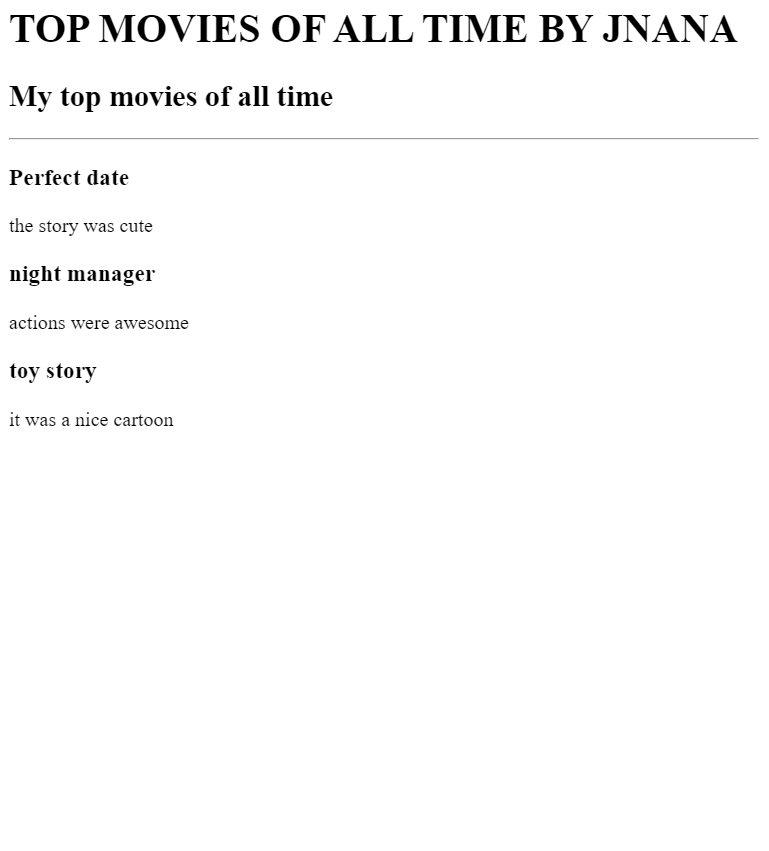 TOP MOVIES OF ALL TIME BY JNANA
My top movies of all time
Perfect date
the story was cute
night manager
actions were awesome
toy story
it was a nice cartoon